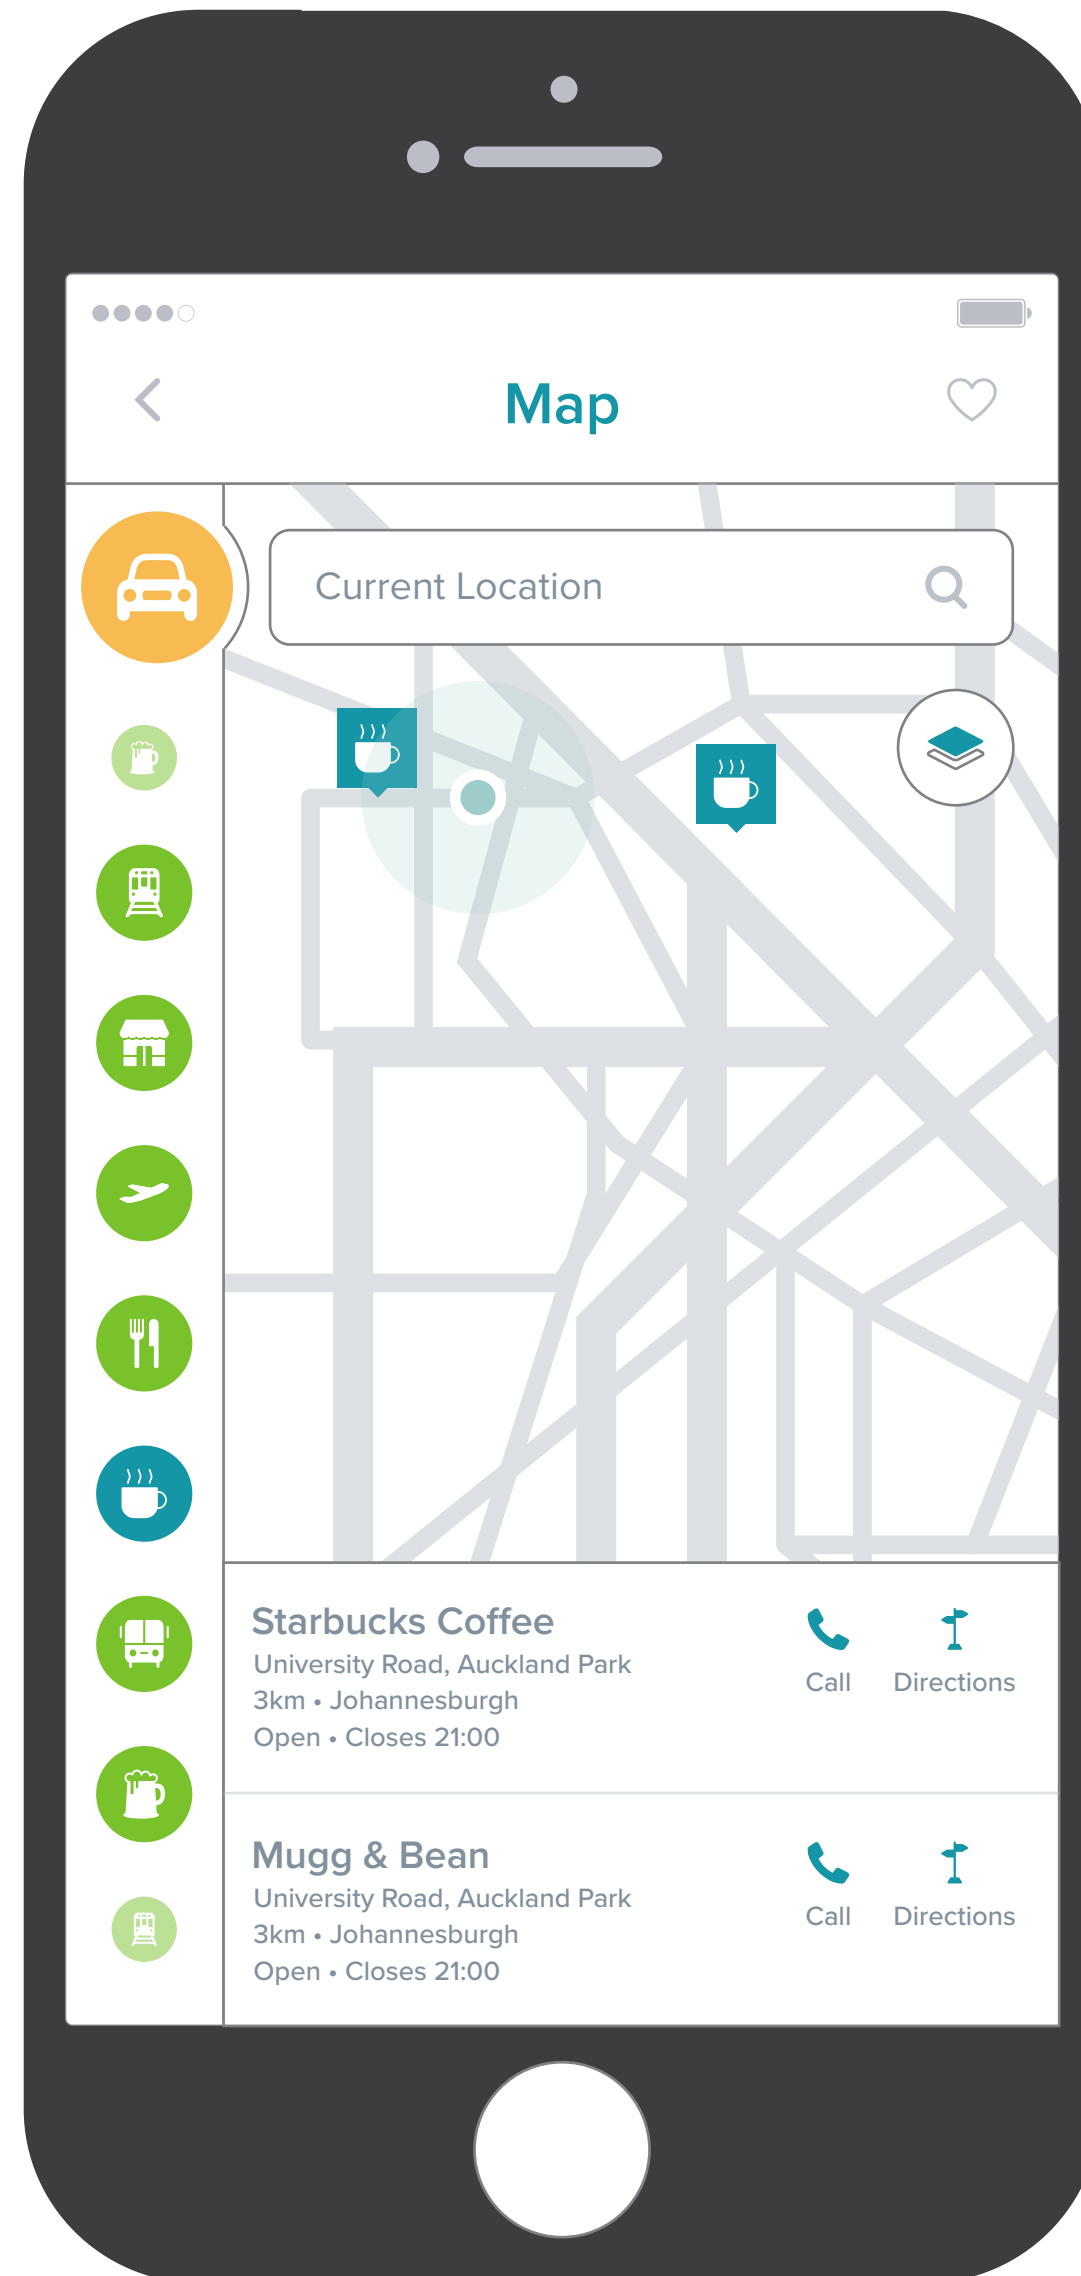 Map
Current Location
Starbucks Coffee
University Road, Auckland Park
3km • Johannesburgh
Open • Closes 21:00
Call
Directions
Mugg & Bean
University Road, Auckland Park
3km • Johannesburgh
Open • Closes 21:00
Call
Directions